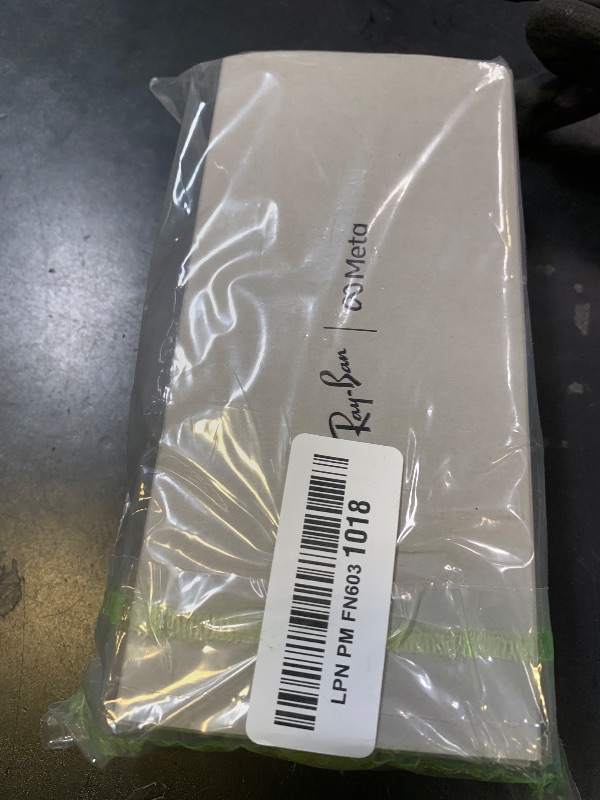 Ray-Ban | Meta
LPN PM FN603 1018